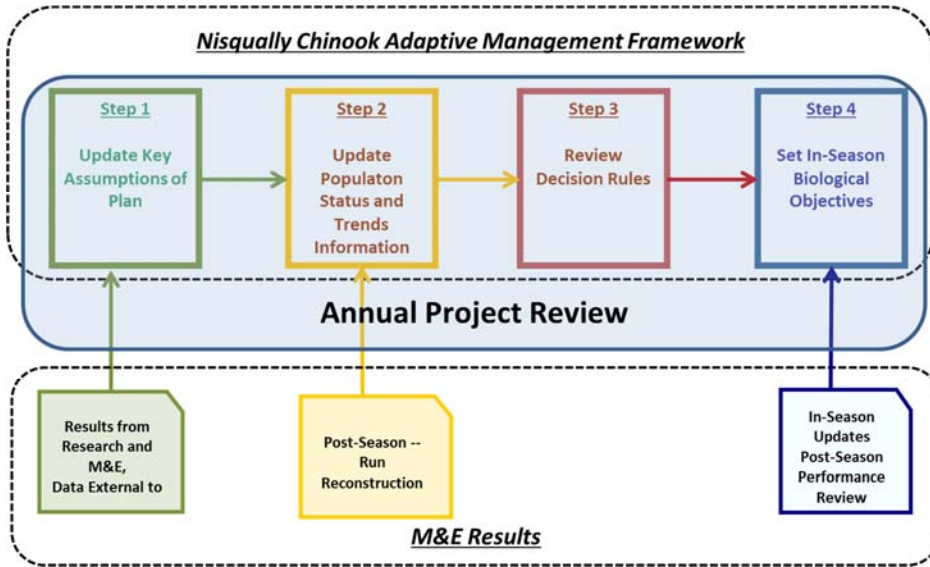 Nisqually Chinook Adaptive Management Framework
Step 1
Update Key
Assumptions of
Plan
Step 2
Update
Populaton
Status and
Trends
Information
Step 3
Review
Decision Rules
Step 4
Set In-Season
Biological
Objectives
Annual Project Review
Results from
Research and
M&E,
Data External to
Post-Season --
Run
Reconstruction
In-Season
Updates
Post-Season
Performance
Review
M&E Results